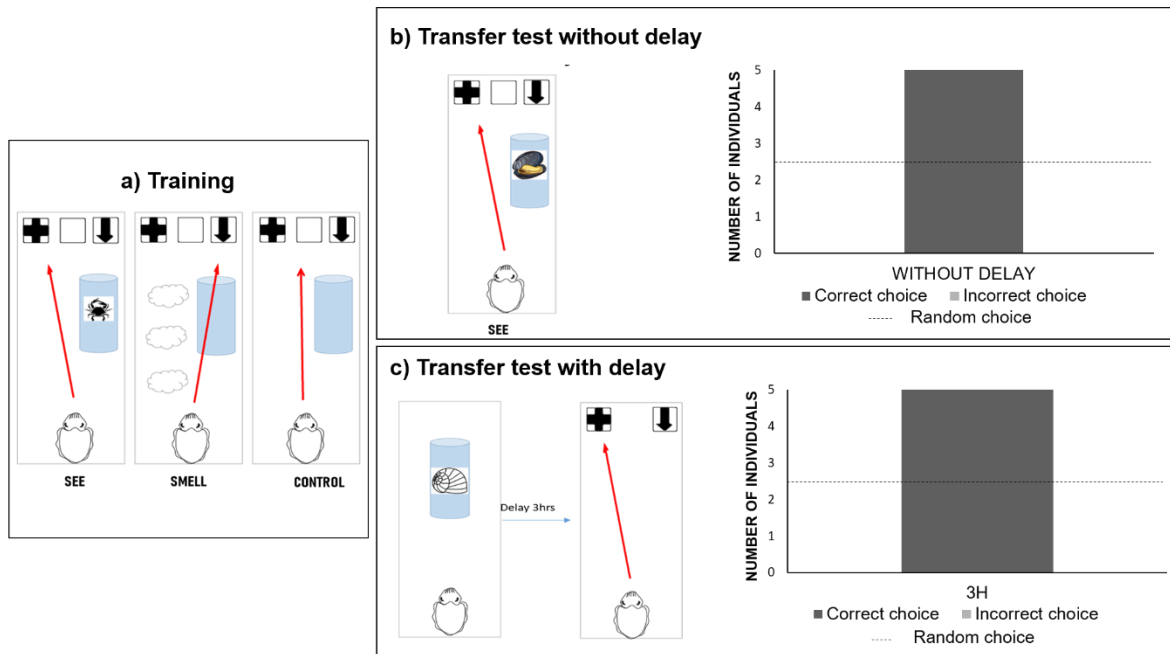 a) Training
SEE
SMELL
CONTROL
b) Transfer test without delay
SEE
NUMBER OF INDIVIDUALS
5
4
3
2
1
0
WITHOUT DELAY
Correct choice Incorrect choice
Random choice
c) Transfer test with delay
Delay 3hrs
NUMBER OF INDIVIDUALS
5
4
3
2
1
0
3H
Correct choice Incorrect choice
Random choice